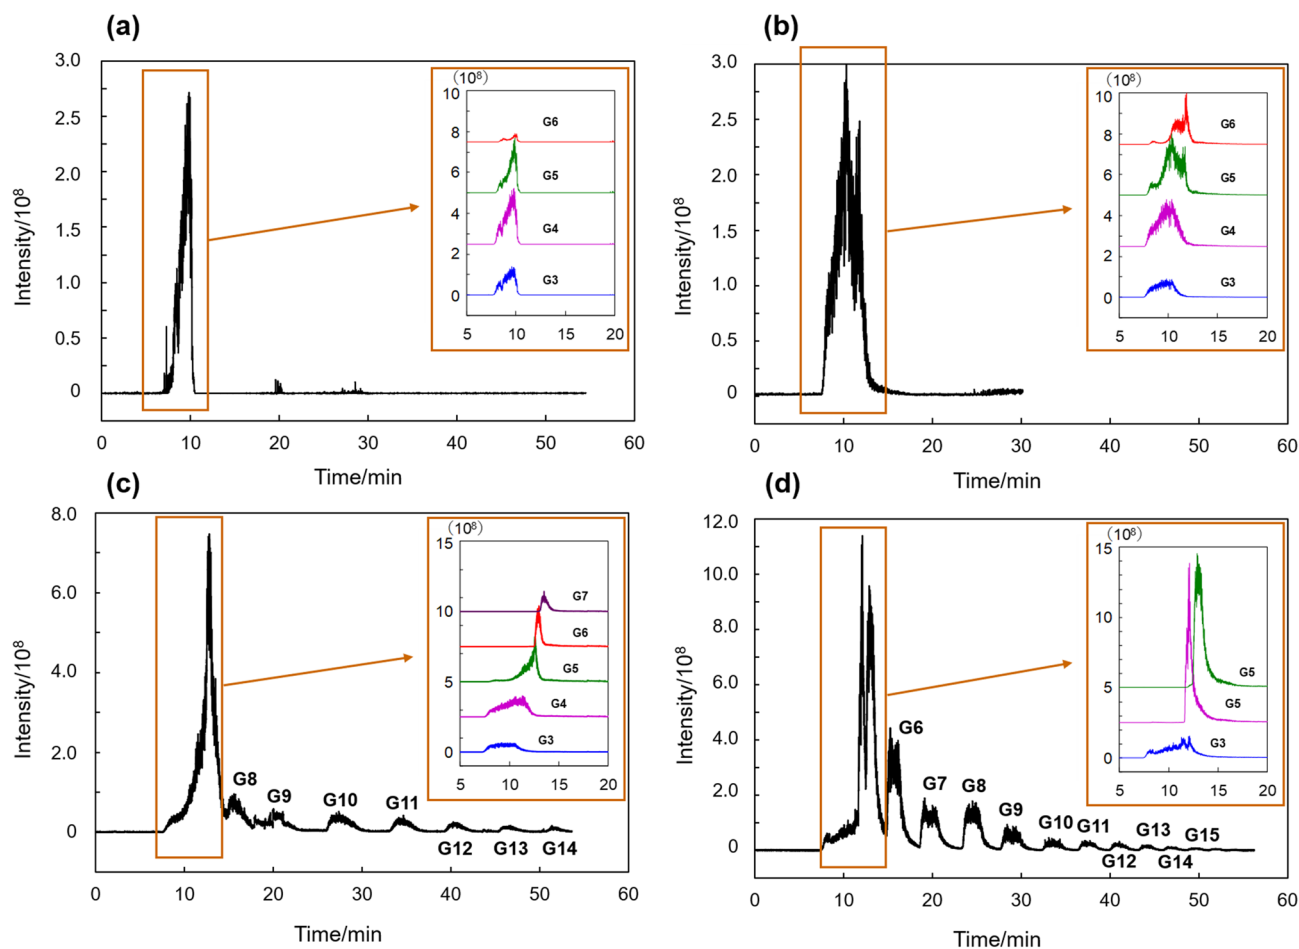 (a)
3.0
2.5
2.0
1.5
1.0
0.5
0
Intensity/10⁸
0 10 20 30 40 50 60
Time/min
(10⁸)
10
8
6
4
2
0
5 10 15 20
G6
G5
G4
G3
(b)
3.0
2.5
2.0
1.5
1.0
0.5
0
Intensity/10⁸
0 10 20 30 40 50 60
Time/min
(10⁸)
10
8
6
4
2
0
5 10 15 20
G6
G5
G4
G3
(c)
8.0
6.0
4.0
2.0
0
Intensity/10⁸
0 10 20 30 40 50 60
Time/min
G8
G9
G10
G11
G12
G13
G14
(10⁸)
15
10
5
0
5 10 15 20
G7
G6
G5
G4
G3
(d)
12.0
10.0
8.0
6.0
4.0
2.0
0
Intensity/10⁸
0 10 20 30 40 50 60
Time/min
G6
G7
G8
G9
G10
G11
G12
G13
G14
G15
(10⁸)
15
10
5
0
5 10 15 20
G5
G5
G3